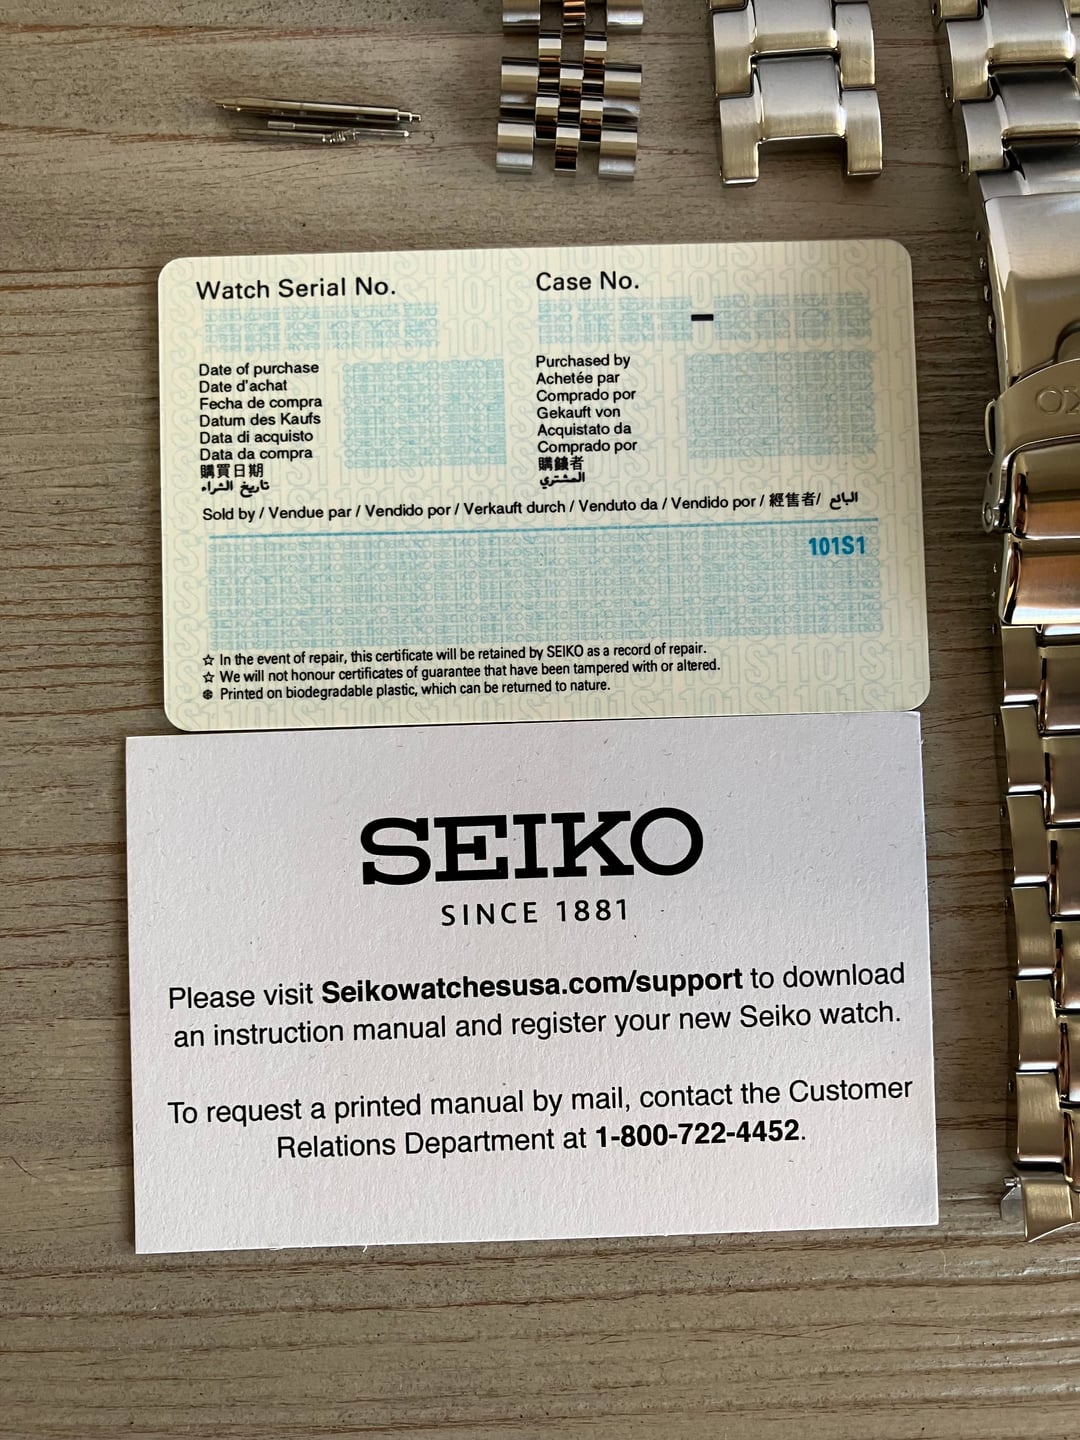 Watch Serial No.
Case No.
-
Date of purchase
Date d'achat
Fecha de compra
Datum des Kaufs
Data di acquisto
Data da compra
購買日期
تاريخ الشراء
Purchased by
Achetée par
Comprado por
Gekauft von
Acquistato da
Comprado por
購錶者
المشتري
Sold by / Vendue par / Vendido por / Verkauft durch / Venduto da / Vendido por / 經售者/ البائع
101S1
☆ In the event of repair, this certificate will be retained by SEIKO as a record of repair.
☆ We will not honour certificates of guarantee that have been tampered with or altered.
❄ Printed on biodegradable plastic, which can be returned to nature.
SEIKO
SINCE 1881
Please visit Seikowatchesusa.com/support to download
an instruction manual and register your new Seiko watch.
To request a printed manual by mail, contact the Customer
Relations Department at 1-800-722-4452.